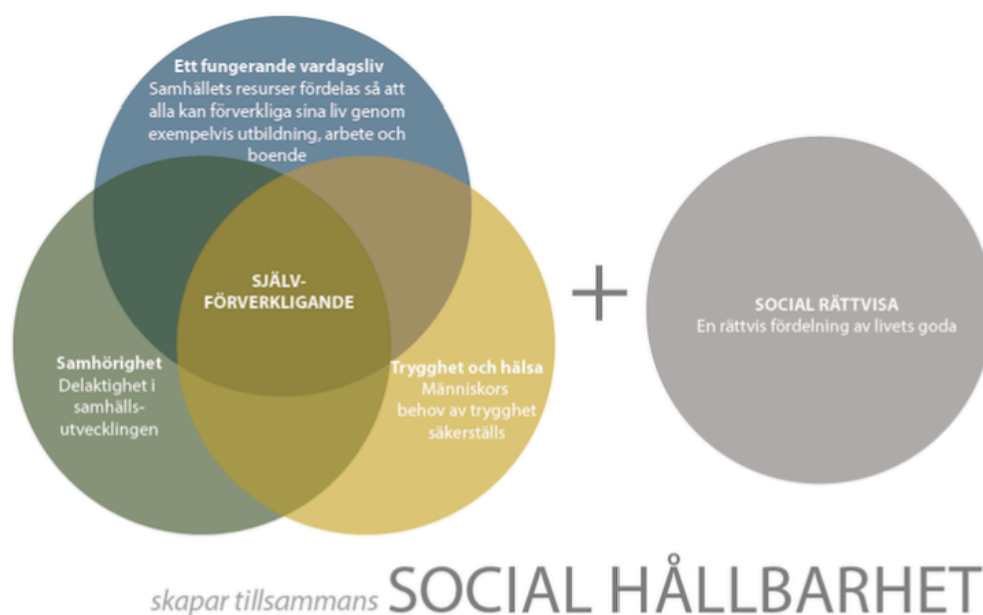 Ett fungerande vardagsliv
Samhällets resurser fördelas så att
alla kan förverkliga sina liv genom
exempelvis utbildning, arbete och
boende
SJÄLV-
FÖRVERKLIGANDE
Samhörighet
Delaktighet i
samhälls-
utvecklingen
Trygghet och hälsa
Människors
behov av trygghet
säkerställs
+
SOCIAL RÄTTVISA
En rättvis fördelning av livets goda
skapar tillsammans SOCIAL HÅLLBARHET